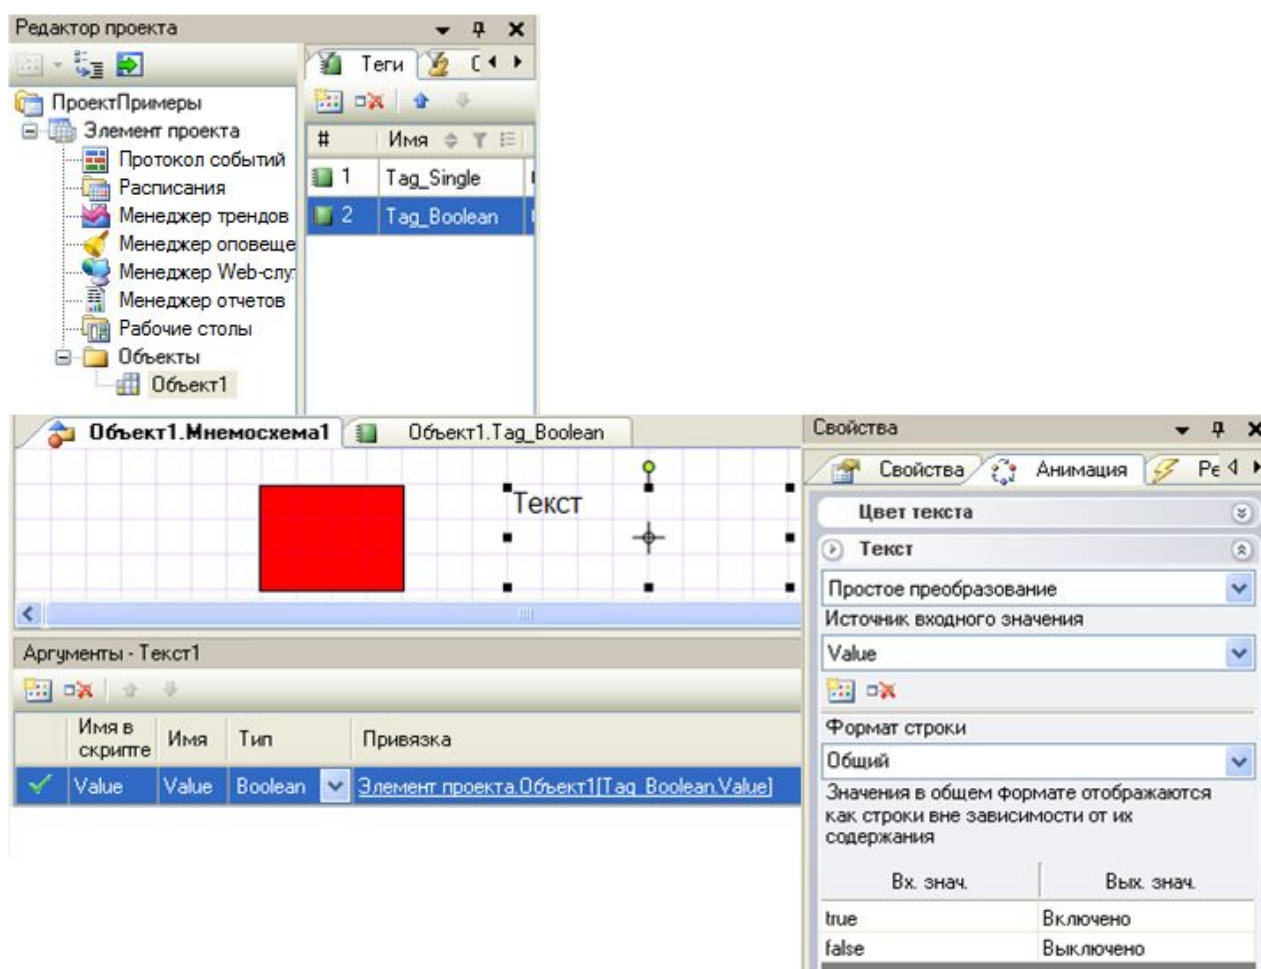 Редактор проекта
Теги С
ПроектПримеры
Элемент проекта
Протокол событий
Расписания
Менеджер трендов
Менеджер оповеще
Менеджер Web-слу
Менеджер отчетов
Рабочие столы
Объекты
Объект1
# Имя
1 Tag_Single
2 Tag_Boolean
Объект1.Мнемосхема1 Объект1.Tag_Boolean
Текст
Аргументы - Текст1
Имя в скрипте Имя Тип Привязка
Value Value Boolean Элемент проекта.Объект1[Tag_Boolean.Value]
Свойства
Свойства Анимация Ре
Цвет текста
Текст
Простое преобразование
Источник входного значения
Value
Формат строки
Общий
Значения в общем формате отображаются
как строки вне зависимости от их
содержания
Вх. знач. Вых. знач.
true Включено
false Выключено